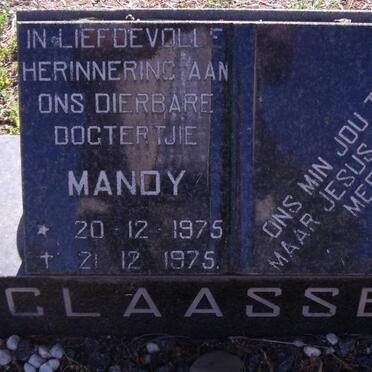 IN LIEFDEVOLLE
HERINNERING AAN
ONS DIERBARE
DOGTERTJIE
MANDY
* 20-12-1975
† 21 12 1975.
ONS MIN JOU
MAAR JESUS
CLAASSE